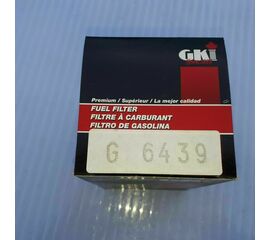 GKI
Premium / Supérieur / La mejor calidad
FUEL FILTER
FILTRE À CARBURANT
FILTRO DE GASOLINA
G 6439